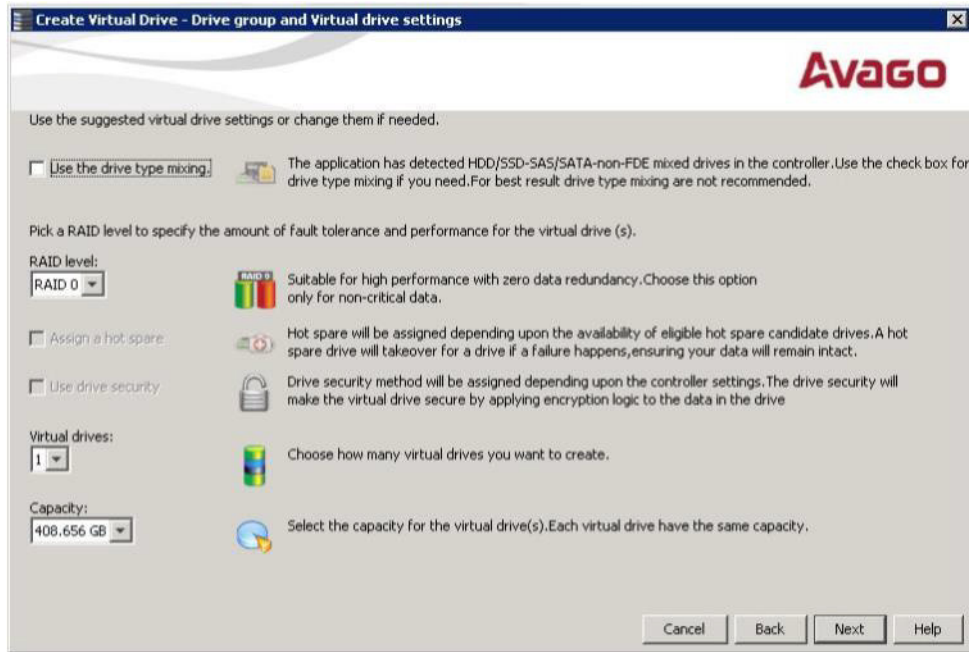 Create Virtual Drive - Drive group and Virtual drive settings
AVAGO
Use the suggested virtual drive settings or change them if needed.
Use the drive type mixing.
The application has detected HDD/SSD-SAS/SATA-non-FDE mixed drives in the controller.Use the check box for
drive type mixing if you need.For best result drive type mixing are not recommended.
Pick a RAID level to specify the amount of fault tolerance and performance for the virtual drive (s).
RAID level:
RAID 0
RAID 0
Suitable for high performance with zero data redundancy.Choose this option
only for non-critical data.
Assign a hot spare
Hot spare will be assigned depending upon the availability of eligible hot spare candidate drives.A hot
spare drive will takeover for a drive if a failure happens,ensuring your data will remain intact.
Use drive security
Drive security method will be assigned depending upon the controller settings.The drive security will
make the virtual drive secure by applying encryption logic to the data in the drive
Virtual drives:
1
Choose how many virtual drives you want to create.
Capacity:
408.656 GB
Select the capacity for the virtual drive(s).Each virtual drive have the same capacity.
Cancel Back Next Help